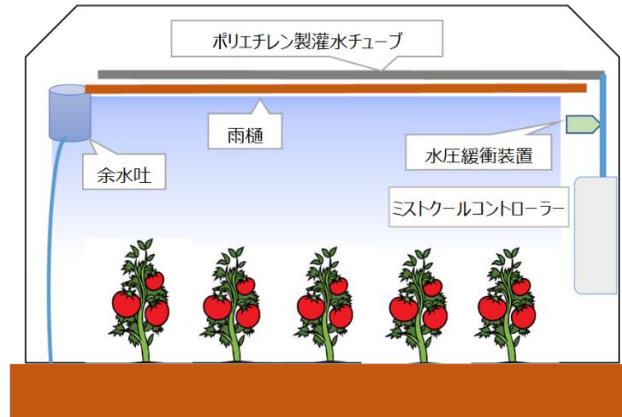 ポリエチレン製灌水チューブ
雨樋
水圧緩衝装置
余水吐
ミストクールコントローラー